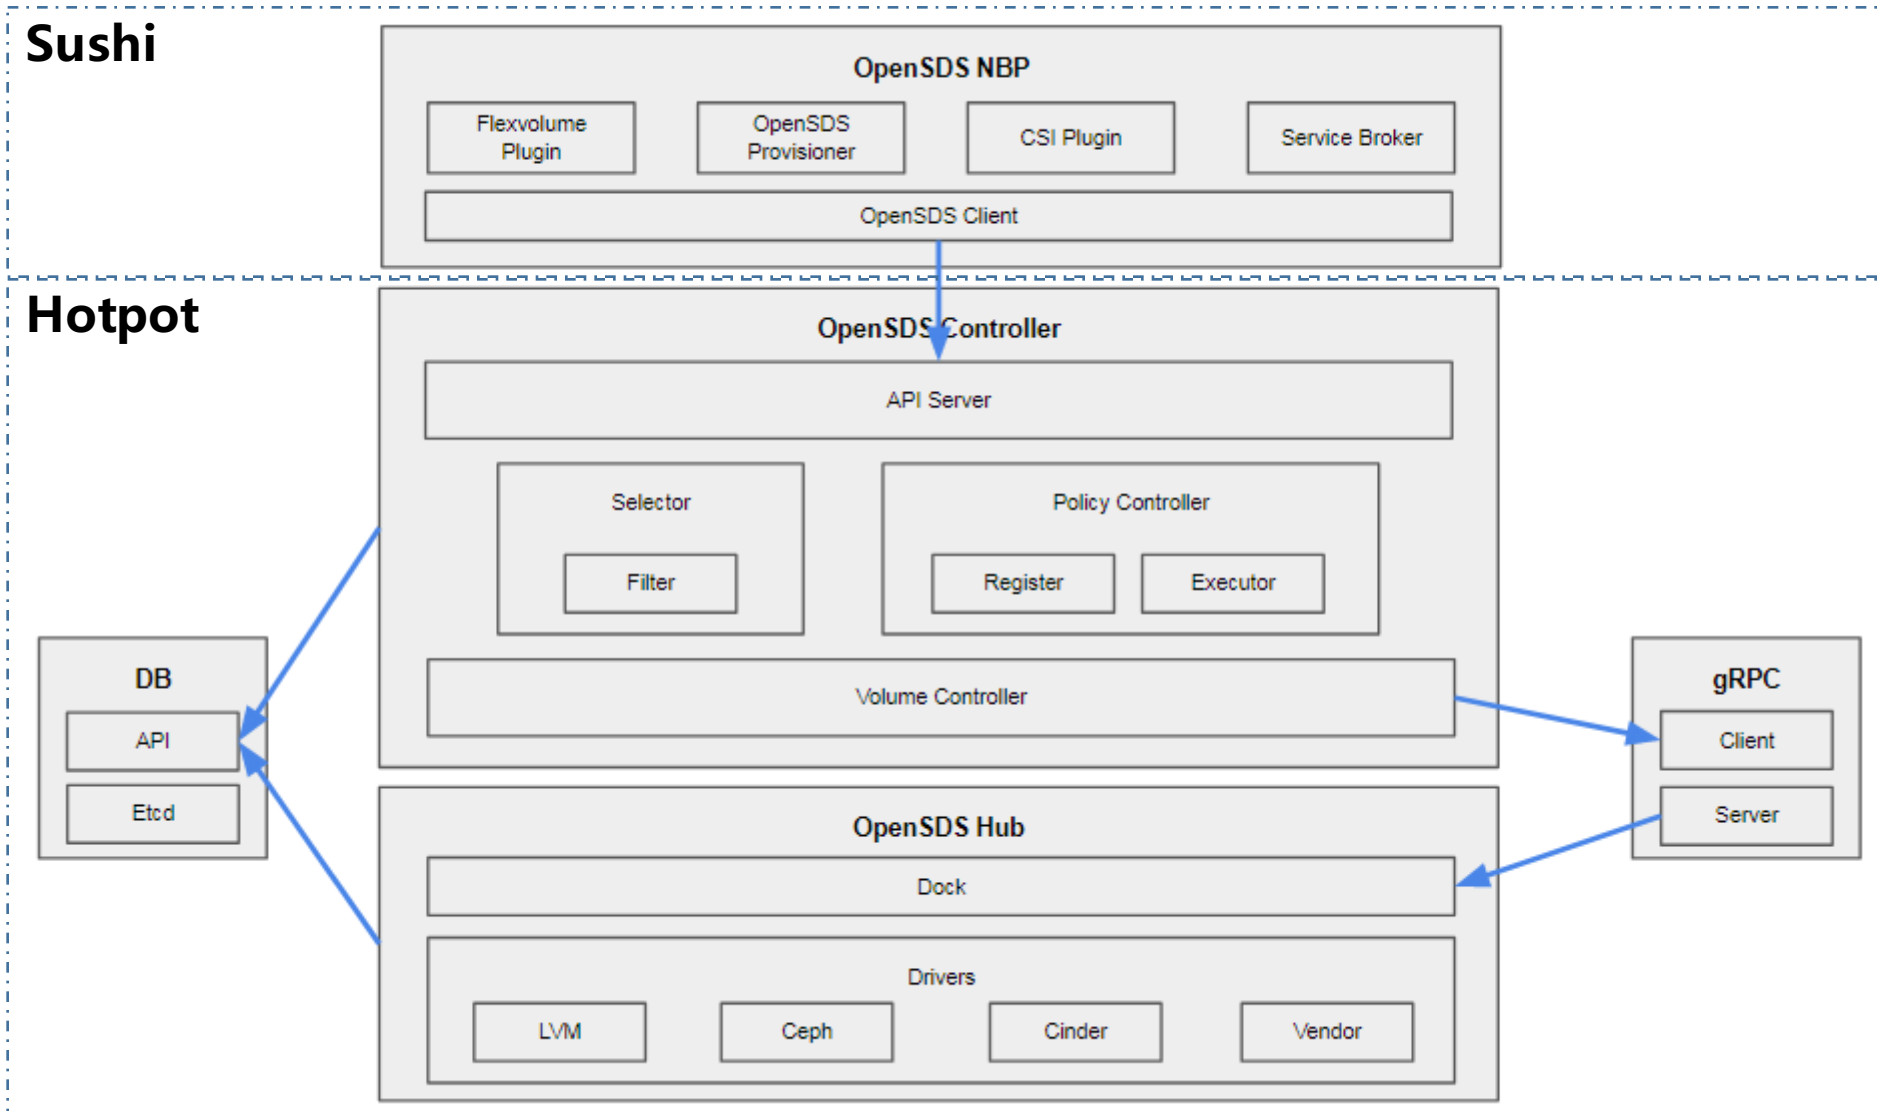 Sushi
OpenSDS NBP
Flexvolume
Plugin
OpenSDS
Provisioner
CSI Plugin
Service Broker
OpenSDS Client
Hotpot
OpenSDS Controller
API Server
Selector
Filter
Policy Controller
Register
Executor
Volume Controller
DB
API
Etcd
gRPC
Client
Server
OpenSDS Hub
Dock
Drivers
LVM
Ceph
Cinder
Vendor